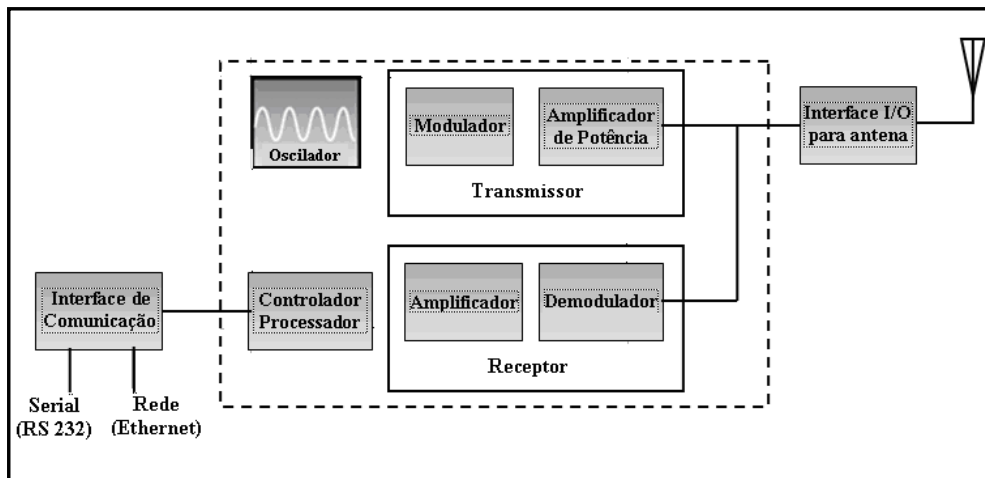 Oscilador
Modulador
Amplificador
de Potência
Transmissor
Interface I/O
para antena
Interface de
Comunicação
Controlador
Processador
Amplificador
Demodulador
Receptor
Serial
(RS 232)
Rede
(Ethernet)